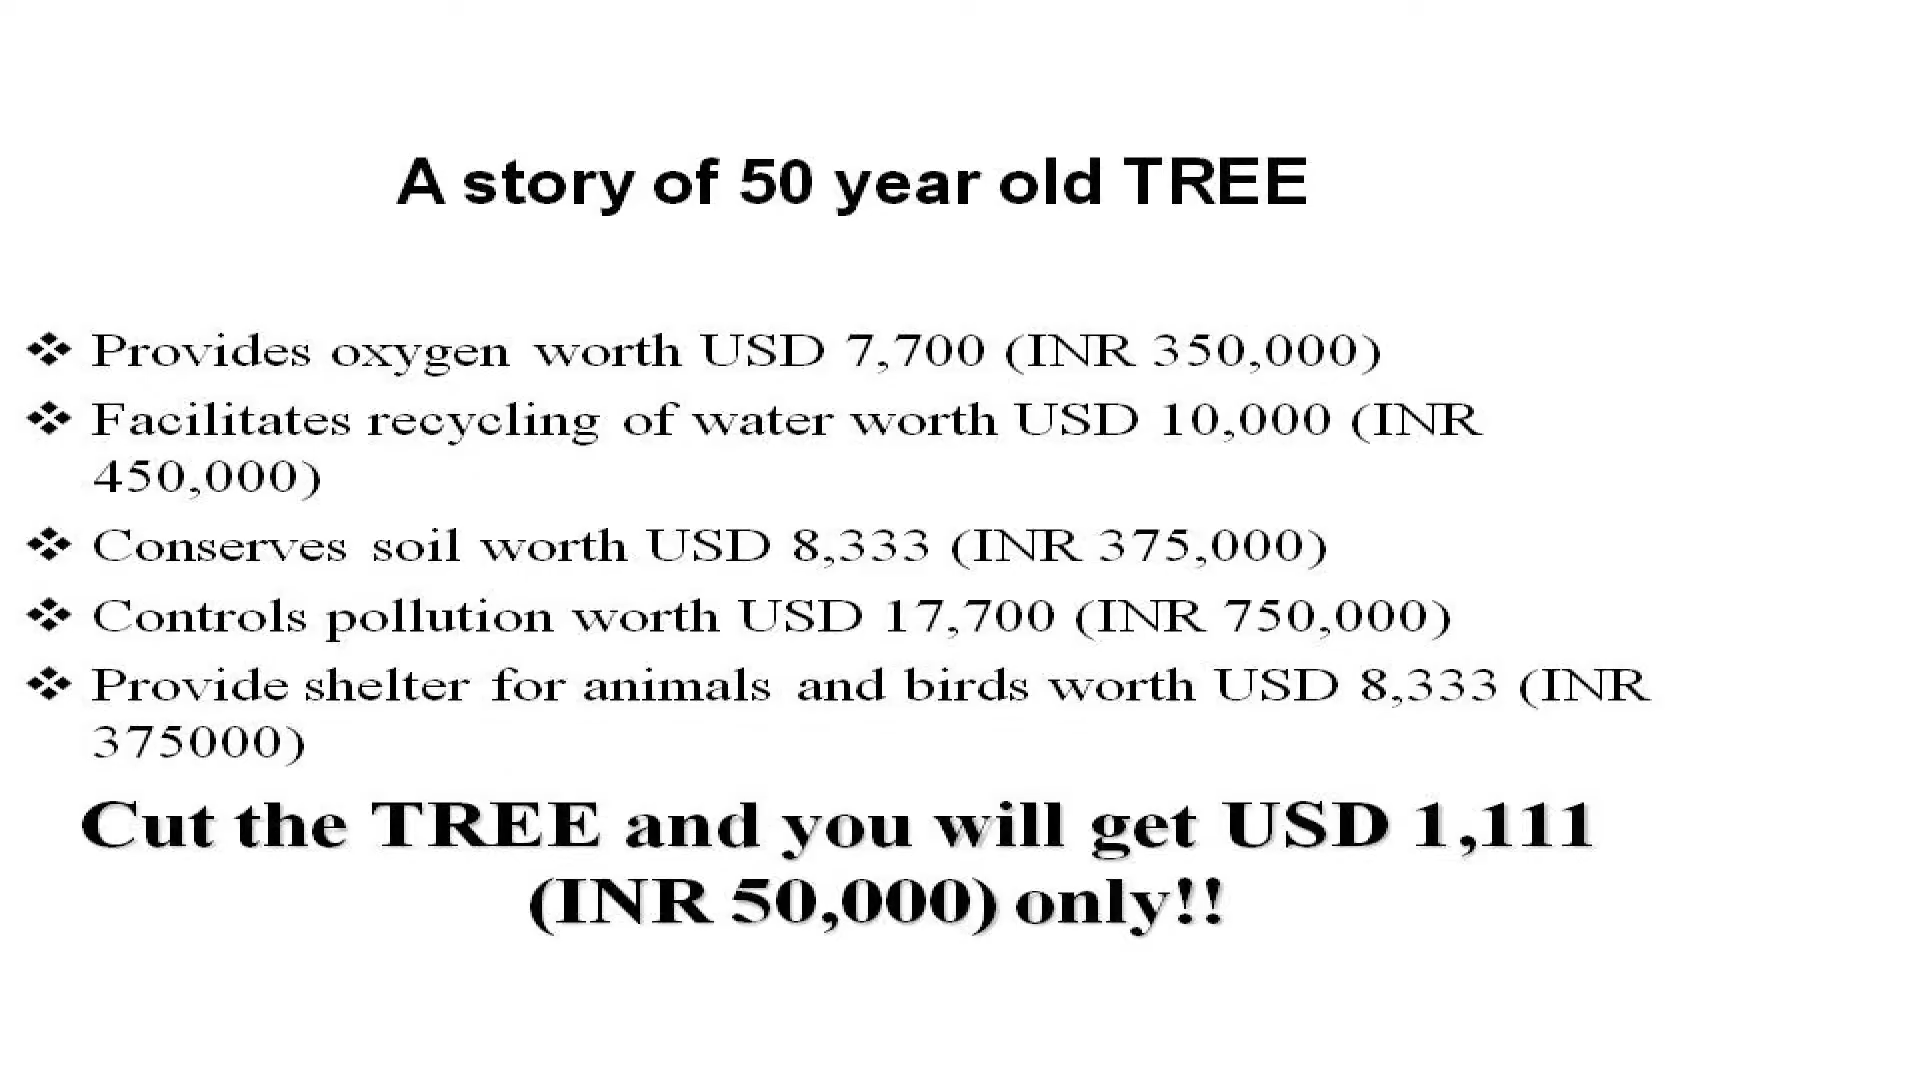 A story of 50 year old TREE
❖ Provides oxygen worth USD 7,700 (INR 350,000)
❖ Facilitates recycling of water worth USD 10,000 (INR
450,000)
❖ Conserves soil worth USD 8,333 (INR 375,000)
❖ Controls pollution worth USD 17,700 (INR 750,000)
❖ Provide shelter for animals and birds worth USD 8,333 (INR
375000)
Cut the TREE and you will get USD 1,111
(INR 50,000) only!!